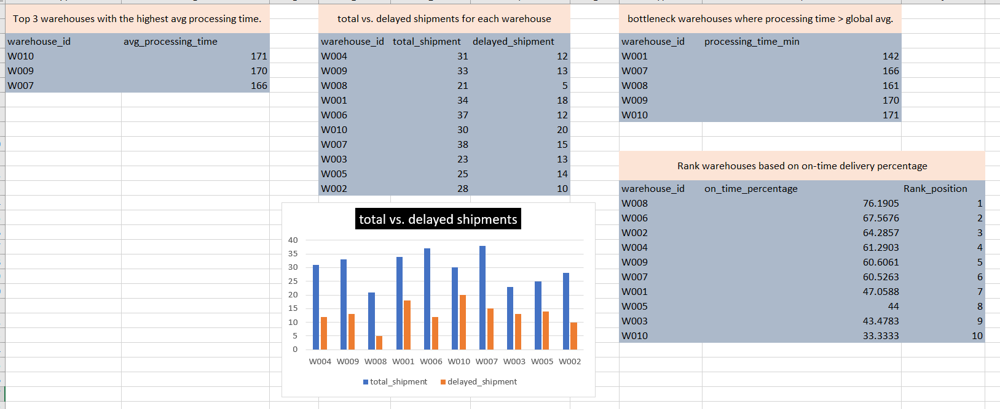 Top 3 warehouses with the highest avg processing time.
warehouse_id avg_processing_time
W010 171
W009 170
W007 166
total vs. delayed shipments for each warehouse
warehouse_id total_shipment delayed_shipment
W004 31 12
W009 33 13
W008 21 5
W001 34 18
W006 37 12
W010 30 20
W007 38 15
W003 23 13
W005 25 14
W002 28 10
total vs. delayed shipments
40
35
30
25
20
15
10
5
0
W004 W009 W008 W001 W006 W010 W007 W003 W005 W002
total_shipment delayed_shipment
bottleneck warehouses where processing time > global avg.
warehouse_id processing_time_min
W001 142
W007 166
W008 161
W009 170
W010 171
Rank warehouses based on on-time delivery percentage
warehouse_id on_time_percentage Rank_position
W008 76.1905 1
W006 67.5676 2
W002 64.2857 3
W004 61.2903 4
W009 60.6061 5
W007 60.5263 6
W001 47.0588 7
W005 44 8
W003 43.4783 9
W010 33.3333 10